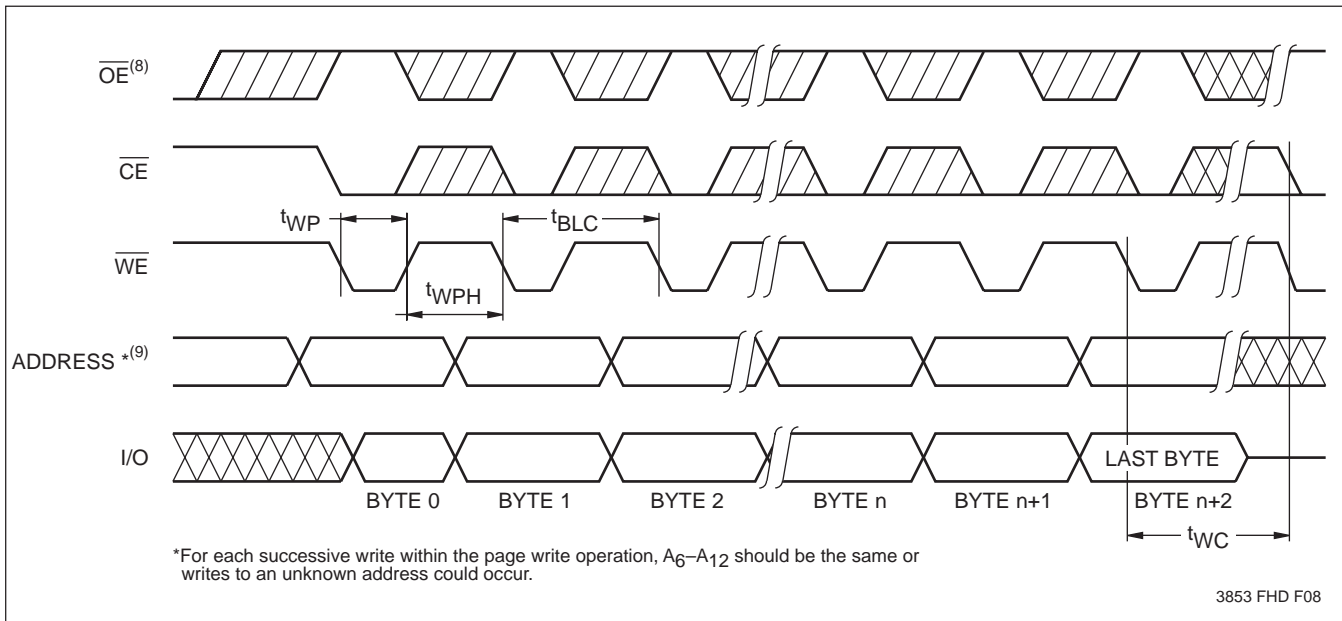 OE(8)
CE
tWP
tBLC
WE
tWPH
ADDRESS *(9)
I/O
LAST BYTE
BYTE 0 BYTE 1 BYTE 2 BYTE n BYTE n+1 BYTE n+2
tWC
*For each successive write within the page write operation, A6–A12 should be the same or
writes to an unknown address could occur.
3853 FHD F08